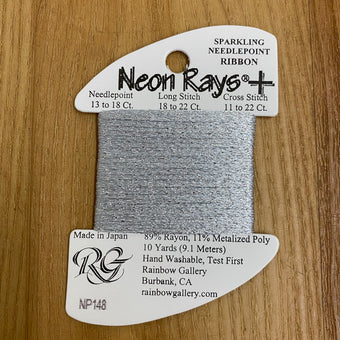 SPARKLING
NEEDLEPOINT
RIBBON
Neon Rays®+
Needlepoint Long Stitch Cross Stitch
13 to 18 Ct. 18 to 22 Ct. 11 to 22 Ct.
Made in Japan
89% Rayon, 11% Metalized Poly
10 Yards (9.1 Meters)
Hand Washable, Test First
Rainbow Gallery
Burbank, CA
rainbowgallery.com
RG
NP148